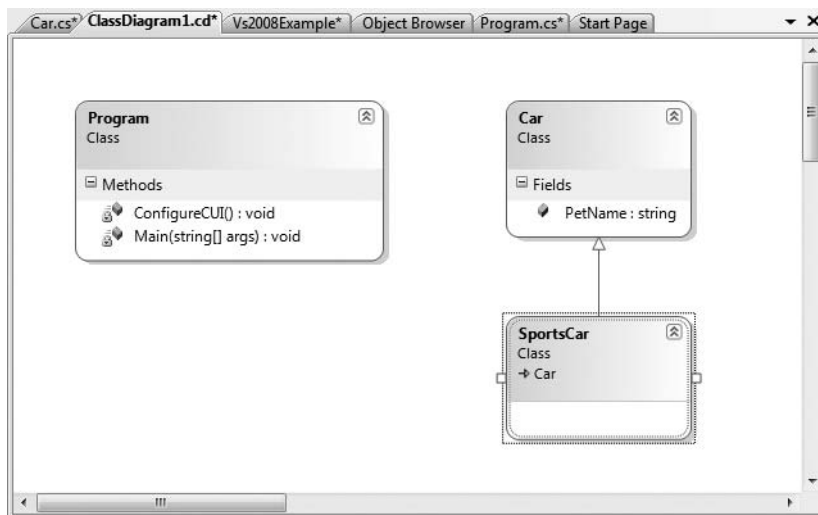 Car.cs* ClassDiagram1.cd* Vs2008Example* Object Browser Program.cs* Start Page
Program
Class
Methods
ConfigureCUI() : void
Main(string[] args) : void
Car
Class
Fields
PetName : string
SportsCar
Class
Car